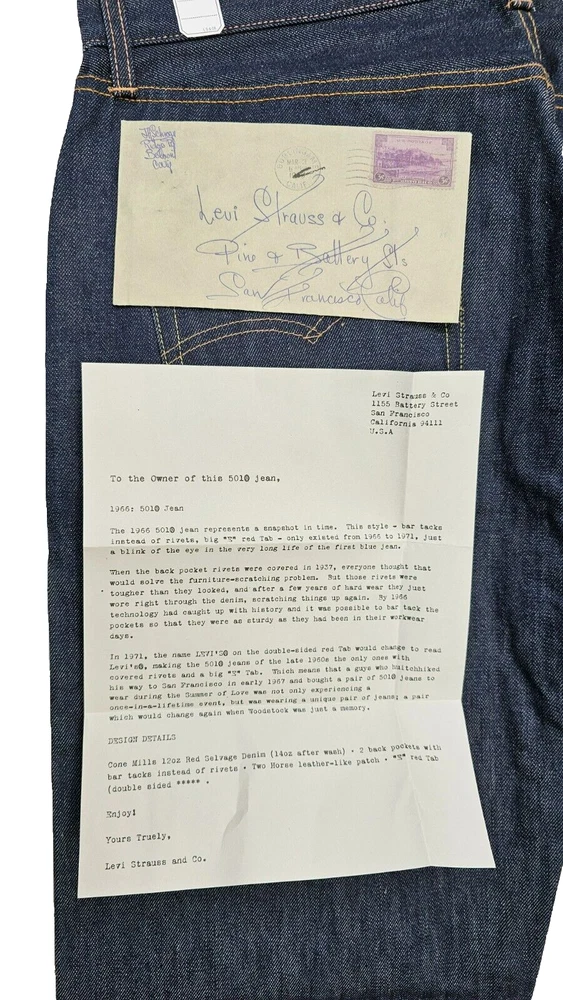 Levi Strauss & Co.
Pine & Battery Sts
San Francisco Calif
Levi Strauss & Co
1155 Battery Street
San Francisco
California 94111
U.S.A
To the Owner of this 501® jean,
1966: 501® Jean
The 1966 501® jean represents a snapshot in time. This style - bar tacks
instead of rivets, big "E" red Tab - only existed from 1966 to 1971, just
a blink of the eye in the very long life of the first blue jean.
When the back pocket rivets were covered in 1937, everyone thought that
would solve the furniture-scratching problem. But those rivets were
tougher than they looked, and after a few years of hard wear they just
wore right through the denim, scratching things up again. By 1966
technology had caught up with history and it was possible to bar tack the
pockets so that they were as sturdy as they had been in their workwear
days.
In 1971, the name LEVI'S® on the double-sided red Tab would change to read
Levi's®, making the 501® jeans of the late 1960s the only ones with
covered rivets and a big "E" Tab. Which means that a guy who hitchhiked
his way to San Francisco in early 1967 and bought a pair of 501® jeans to
wear during the Summer of Love was not only experiencing a
once-in-a-lifetime event, but was wearing a unique pair of jeans; a pair
which would change again when Woodstock was just a memory.
DESIGN DETAILS
Cone Mills 12oz Red Selvage Denim (14oz after wash) · 2 back pockets with
bar tacks instead of rivets · Two Horse leather-like patch · "E" red Tab
(double sided ***** .
Enjoy!
Yours Truely,
Levi Strauss and Co.